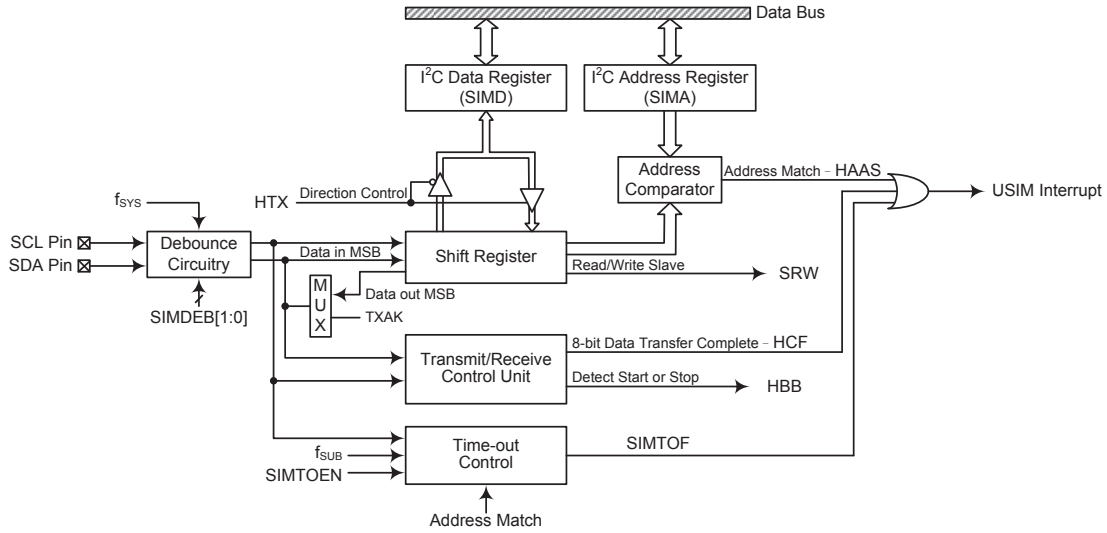 Data Bus
I²C Data Register
(SIMD)
I²C Address Register
(SIMA)
Address
Comparator
Address Match - HAAS
USIM Interrupt
HTX
Direction Control
fSYS
SCL Pin
SDA Pin
Debounce
Circuitry
SIMDEB[1:0]
Data in MSB
Shift Register
Read/Write Slave
SRW
M
U
X
Data out MSB
TXAK
Transmit/Receive
Control Unit
8-bit Data Transfer Complete - HCF
Detect Start or Stop
HBB
fSUB
SIMTOEN
Time-out
Control
SIMTOF
Address Match